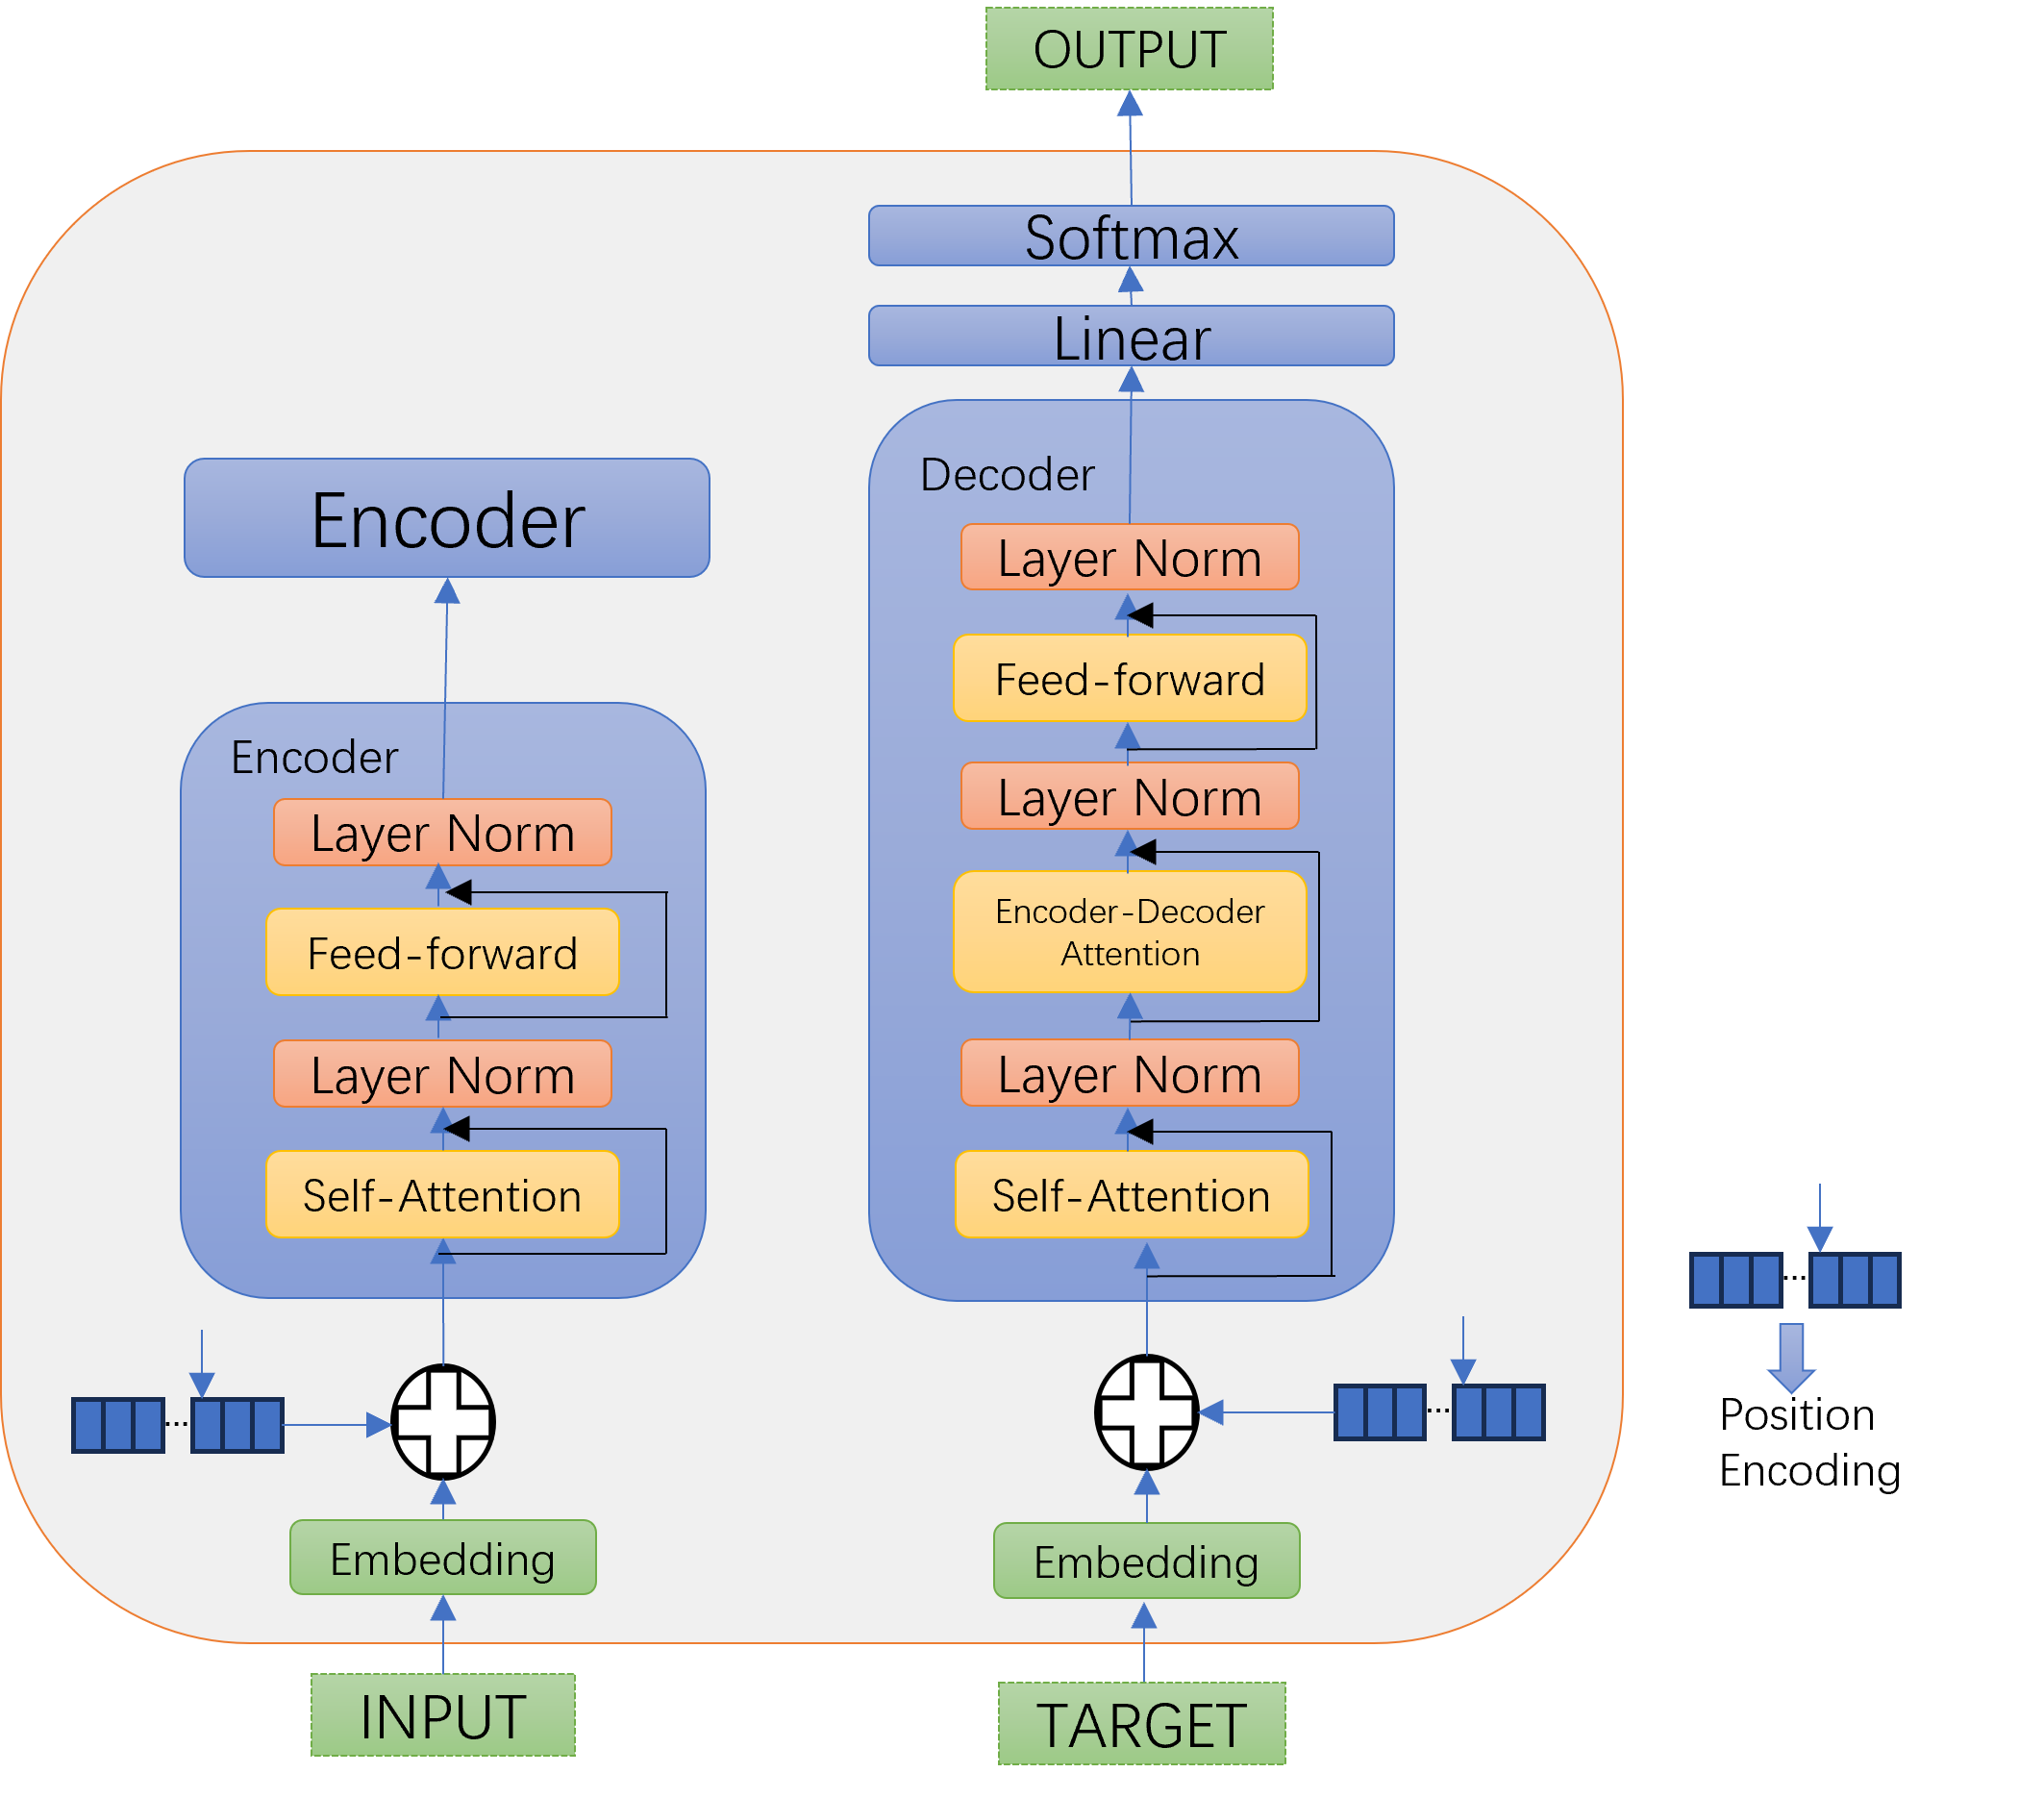 OUTPUT
Softmax
Linear
Decoder
Layer Norm
Feed-forward
Layer Norm
Encoder-Decoder
Attention
Layer Norm
Self-Attention
Encoder
Encoder
Layer Norm
Feed-forward
Layer Norm
Self-Attention
...
...
...
Position
Encoding
Embedding
Embedding
INPUT
TARGET